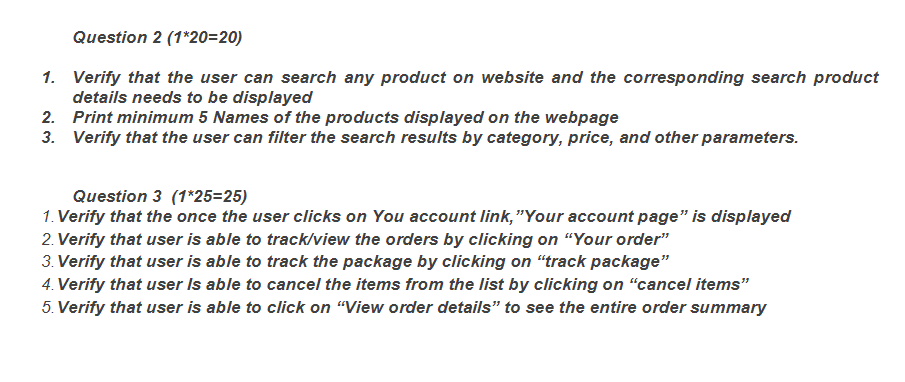 Question 2 (1*20=20)
1. Verify that the user can search any product on website and the corresponding search product
details needs to be displayed
2. Print minimum 5 Names of the products displayed on the webpage
3. Verify that the user can filter the search results by category, price, and other parameters.
Question 3 (1*25=25)
1. Verify that the once the user clicks on You account link,”Your account page” is displayed
2. Verify that user is able to track/view the orders by clicking on “Your order”
3. Verify that user is able to track the package by clicking on “track package”
4. Verify that user Is able to cancel the items from the list by clicking on “cancel items”
5. Verify that user is able to click on “View order details” to see the entire order summary